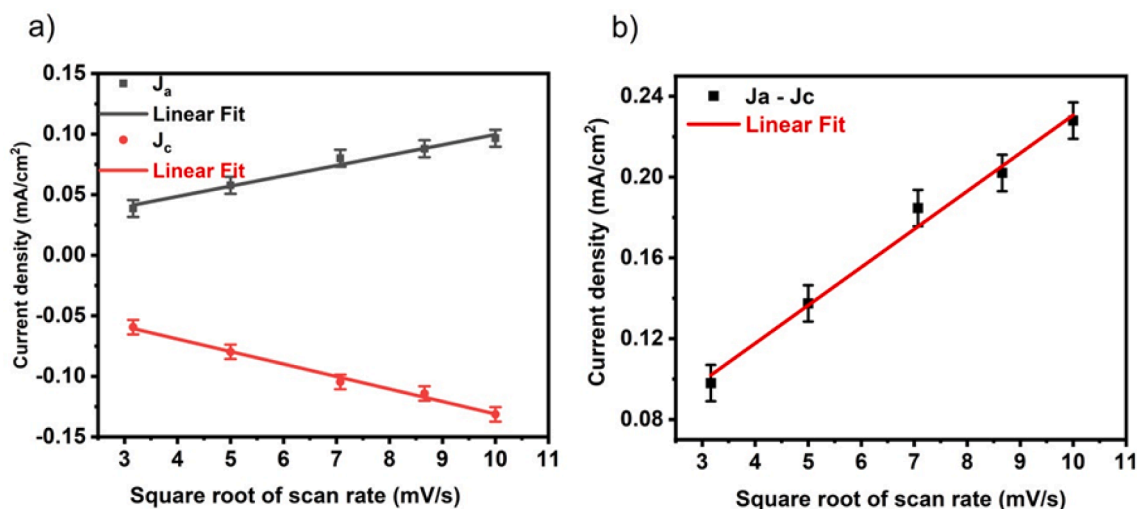 a)
J_a
Linear Fit
J_c
Linear Fit
0.15
0.10
0.05
0.00
-0.05
-0.10
-0.15
Current density (mA/cm²)
3 4 5 6 7 8 9 10 11
Square root of scan rate (mV/s)
b)
Ja - Jc
Linear Fit
0.24
0.20
0.16
0.12
0.08
Current density (mA/cm²)
3 4 5 6 7 8 9 10 11
Square root of scan rate (mV/s)